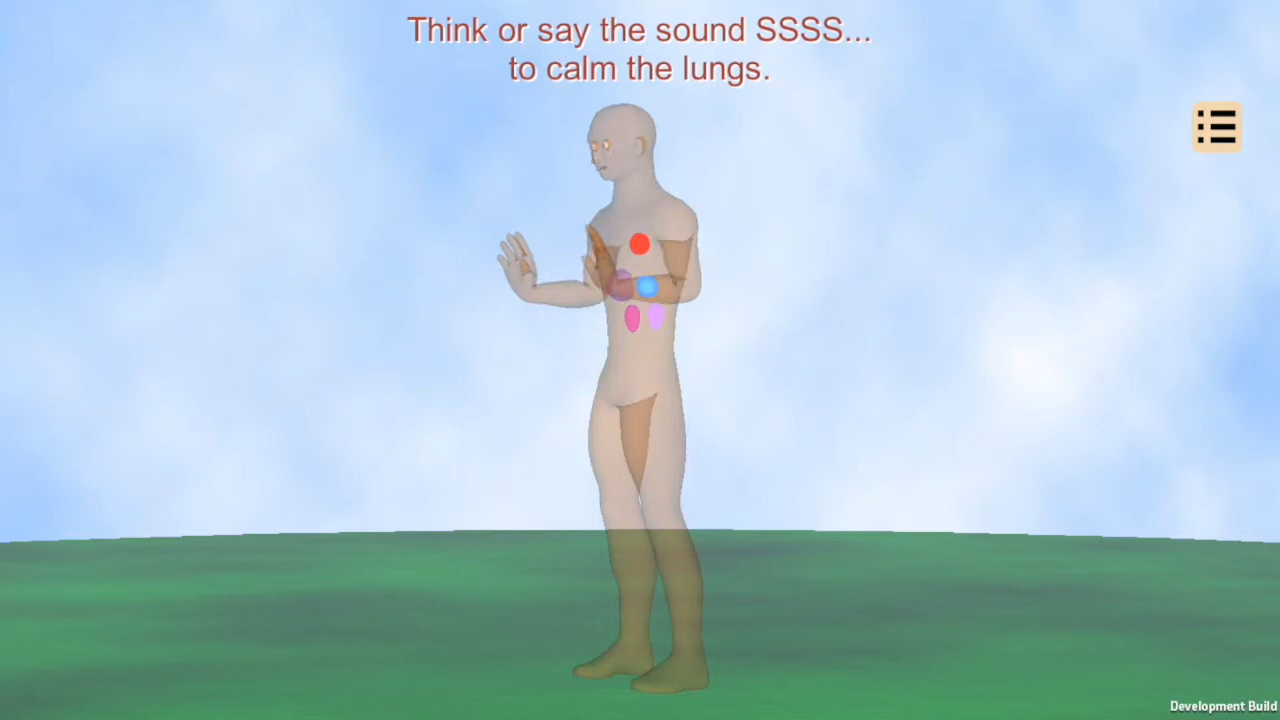 Think or say the sound SSSS...
to calm the lungs.
Development Build